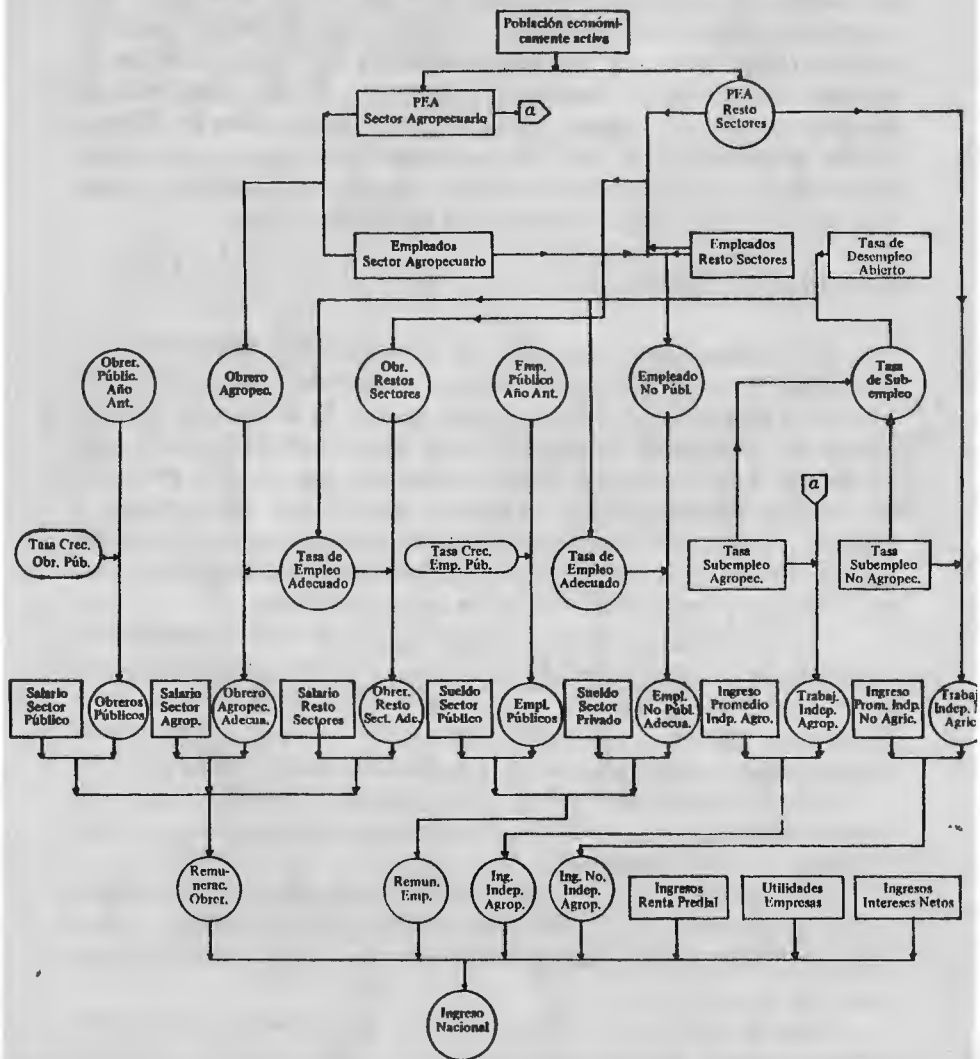 Población económi-
camente activa
PEA
Sector Agropecuario
a
PEA
Resto
Sectores
Empleados
Sector Agropecuario
Empleados
Resto Sectores
Tasa de
Desempleo
Abierto
Obrer.
Públic.
Año
Ant.
Obrero
Agropec.
Obr.
Restos
Sectores
Emp.
Público
Año Ant.
Empleado
No Públ.
Tasa
de Sub-
empleo
a
Tasa Crec.
Obr. Púb.
Tasa de
Empleo
Adecuado
Tasa Crec.
Emp. Púb.
Tasa de
Empleo
Adecuado
Tasa
Subempleo
Agropec.
Tasa
Subempleo
No Agropec.
Salario
Sector
Público
Obreros
Públicos
Salario
Sector
Agrop.
Obrero
Agropec.
Adecua.
Salario
Resto
Sectores
Obrer.
Resto
Sect. Adc.
Sueldo
Sector
Público
Empl.
Públicos
Sueldo
Sector
Privado
Empl.
No Públ.
Adecua.
Ingreso
Promedio
Indp. Agro.
Trabaj.
Indep.
Agrop.
Ingreso
Prom. Indp.
No Agric.
Trabaj
Indep.
Agric
Remu-
nerac.
Obrer.
Remun.
Emp.
Ing.
Indep.
Agrop.
Ing. No.
Indep.
Agrop.
Ingresos
Renta Predial
Utilidades
Empresas
Ingresos
Intereses Netos
Ingreso
Nacional